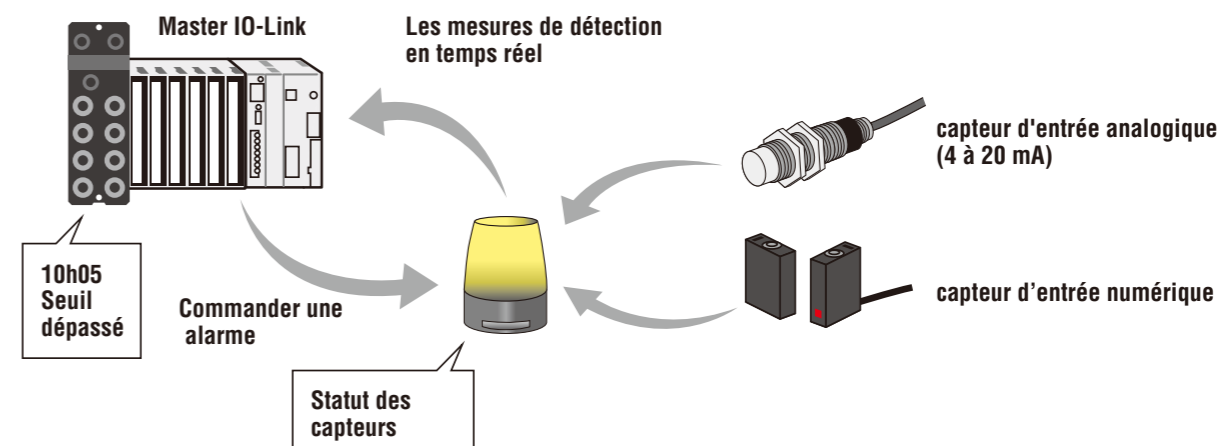 Master IO-Link
Les mesures de détection
en temps réel
capteur d'entrée analogique
(4 à 20 mA)
10h05
Seuil
dépassé
Commander une
alarme
capteur d’entrée numérique
Statut des
capteurs